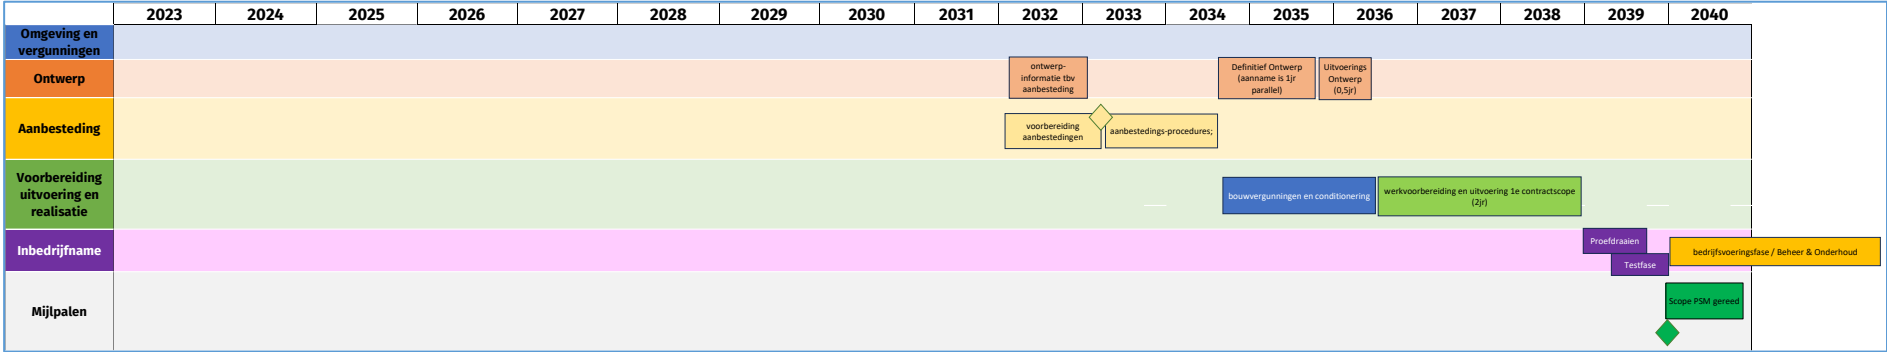 2023 2024 2025 2026 2027 2028 2029 2030 2031 2032 2033 2034 2035 2036 2037 2038 2039 2040
Omgeving en
vergunningen
Ontwerp
ontwerp-
informatie tbv
aanbesteding
Definitief Ontwerp
(aanname is 1jr
parallel)
Uitvoerings
Ontwerp
(0,5jr)
Aanbesteding
voorbereiding
aanbestedingen
aanbestedings-procedures;
Voorbereiding
uitvoering en
realisatie
bouwvergunningen en conditionering
werkvoorbereiding en uitvoering 1e contractscope
(2jr)
Inbedrijfname
Proefdraaien
Testfase
bedrijfsvoeringsfase / Beheer & Onderhoud
Mijlpalen
Scope PSM gereed